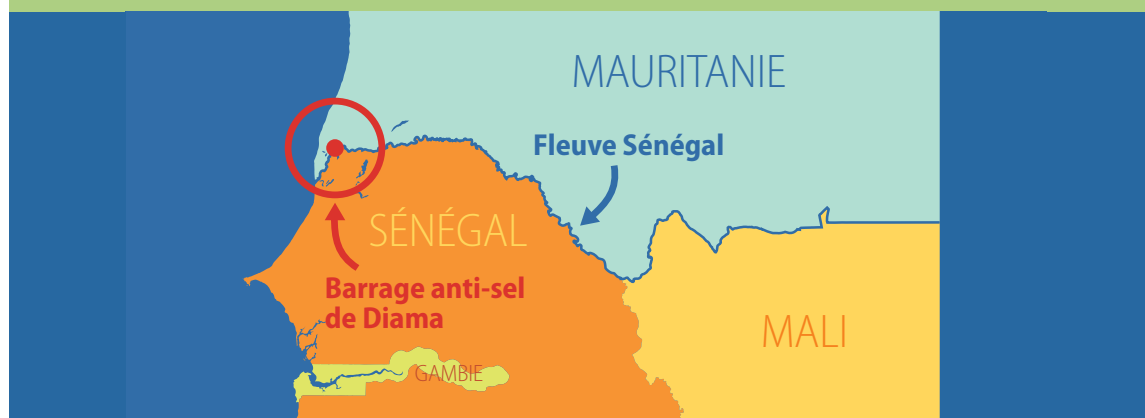 MAURITANIE
Fleuve Sénégal
SÉNÉGAL
Barrage anti-sel
de Diama
MALI
GAMBIE